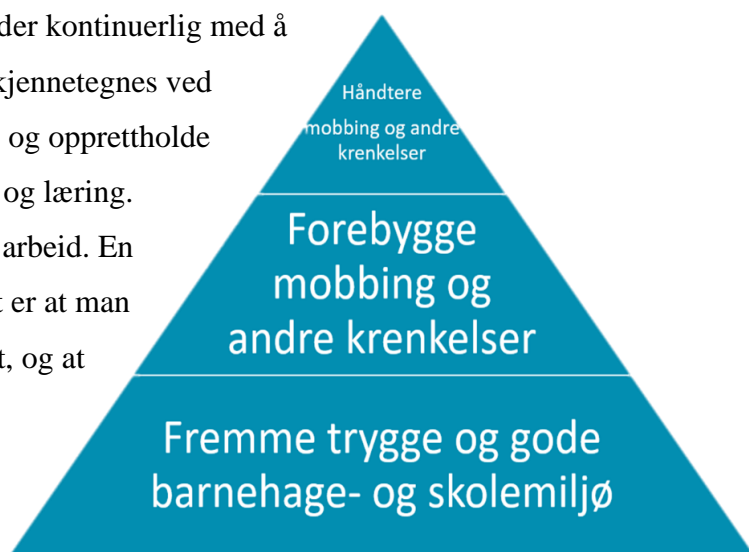 der kontinuerlig med å
kjennetegnes ved
og opprettholde
og læring.
arbeid. En
t er at man
t, og at
Håndtere
mobbing og andre
krenkelser
Forebygge
mobbing og
andre krenkelser
Fremme trygge og gode
barnehage- og skolemiljø